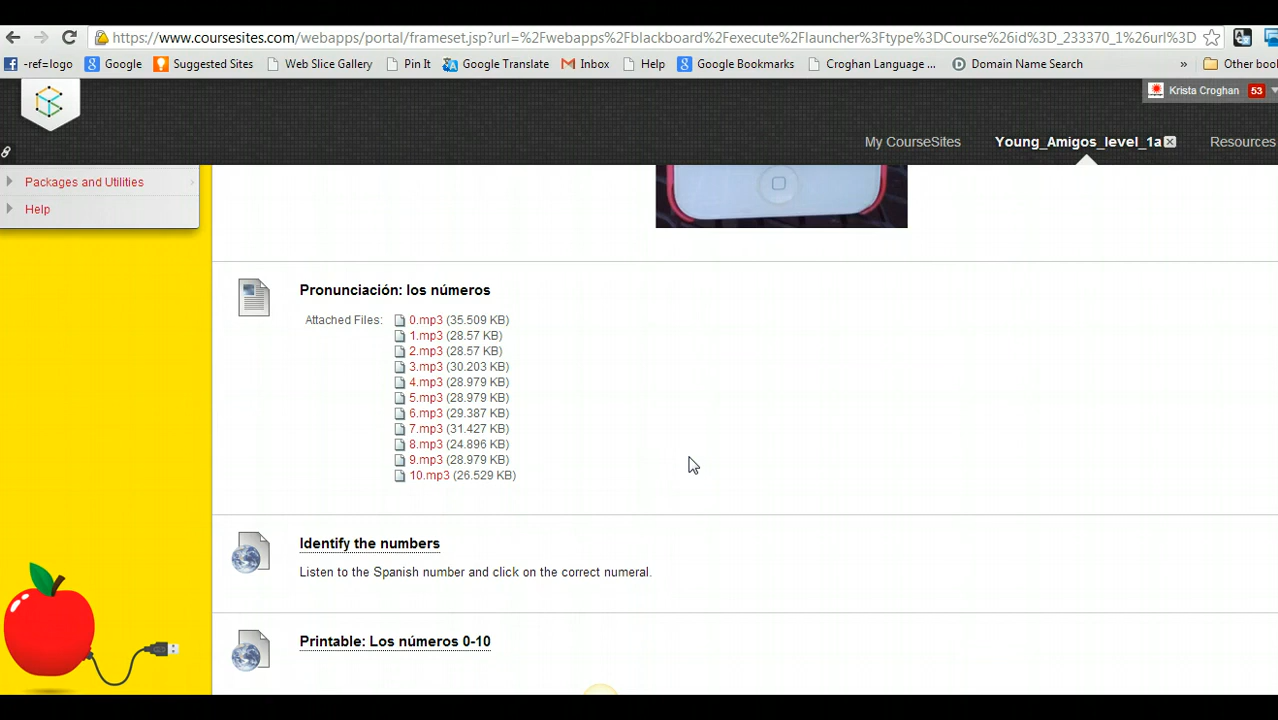 https://www.coursesites.com/webapps/portal/frameset.jsp?url=%2Fwebapps%2Fblackboard%2Fexecute%2Flauncher%3Ftype%3DCourse%26id%3D_233370_1%26url%3D
-ref=logo Google Suggested Sites Web Slice Gallery Pin It Google Translate Inbox Help Google Bookmarks Croghan Language ... Domain Name Search » Other boo
Krista Croghan 53
My CourseSites Young_Amigos_level_1a Resources
Packages and Utilities
Help
Pronunciación: los números
Attached Files: 0.mp3 (35.509 KB)
1.mp3 (28.57 KB)
2.mp3 (28.57 KB)
3.mp3 (30.203 KB)
4.mp3 (28.979 KB)
5.mp3 (28.979 KB)
6.mp3 (29.387 KB)
7.mp3 (31.427 KB)
8.mp3 (24.896 KB)
9.mp3 (28.979 KB)
10.mp3 (26.529 KB)
Identify the numbers
Listen to the Spanish number and click on the correct numeral.
Printable: Los números 0-10